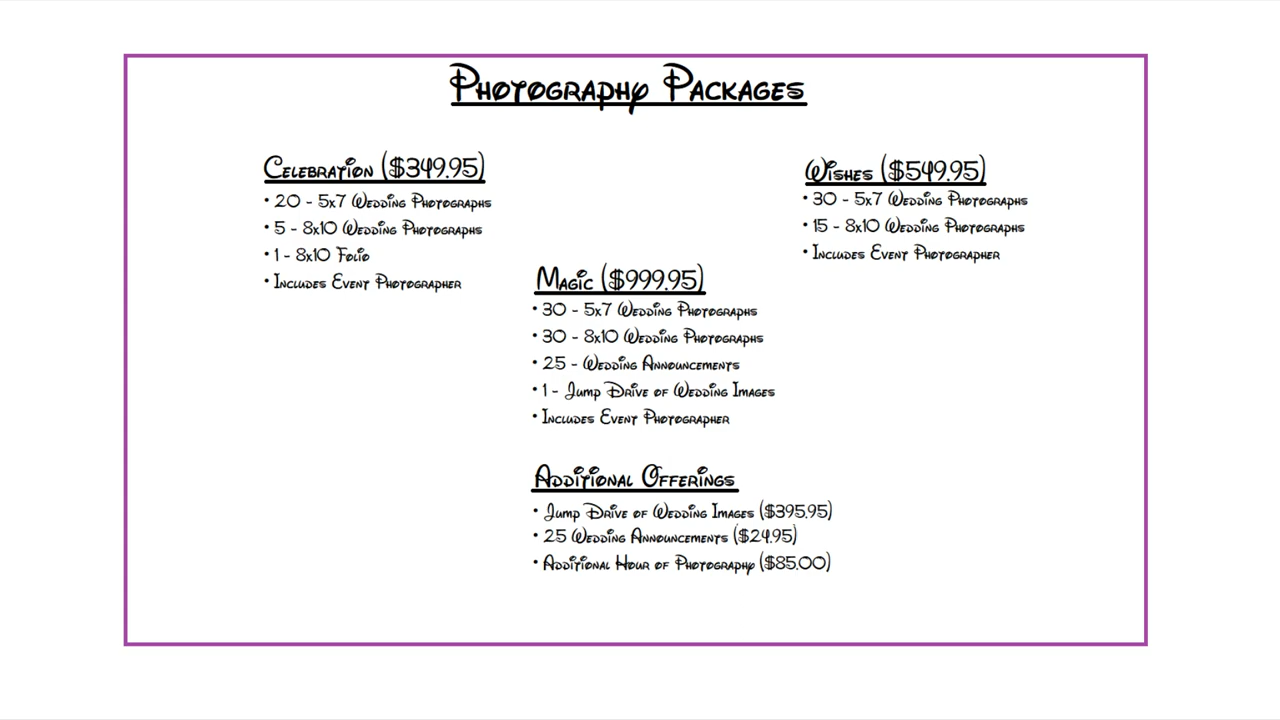 Photography Packages
Celebration ($349.95)
• 20 - 5x7 Wedding Photographs
• 5 - 8x10 Wedding Photographs
• 1 - 8x10 Folio
• Includes Event Photographer
Wishes ($549.95)
• 30 - 5x7 Wedding Photographs
• 15 - 8x10 Wedding Photographs
• Includes Event Photographer
Magic ($999.95)
• 30 - 5x7 Wedding Photographs
• 30 - 8x10 Wedding Photographs
• 25 - Wedding Announcements
• 1 - Jump Drive of Wedding Images
• Includes Event Photographer
Additional Offerings
• Jump Drive of Wedding Images ($395.95)
• 25 Wedding Announcements ($24.95)
• Additional Hour of Photography ($85.00)